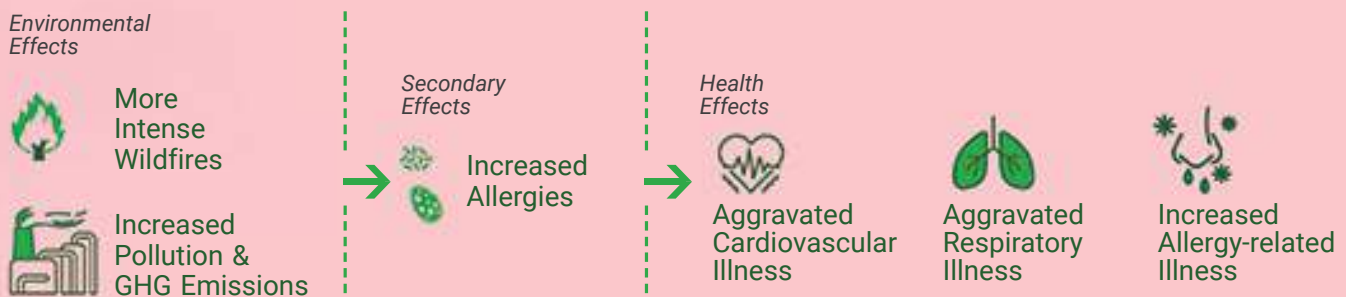 Environmental
Effects
More
Intense
Wildfires
Increased
Pollution &
GHG Emissions
Secondary
Effects
Increased
Allergies
Health
Effects
Aggravated
Cardiovascular
Illness
Aggravated
Respiratory
Illness
Increased
Allergy-related
Illness